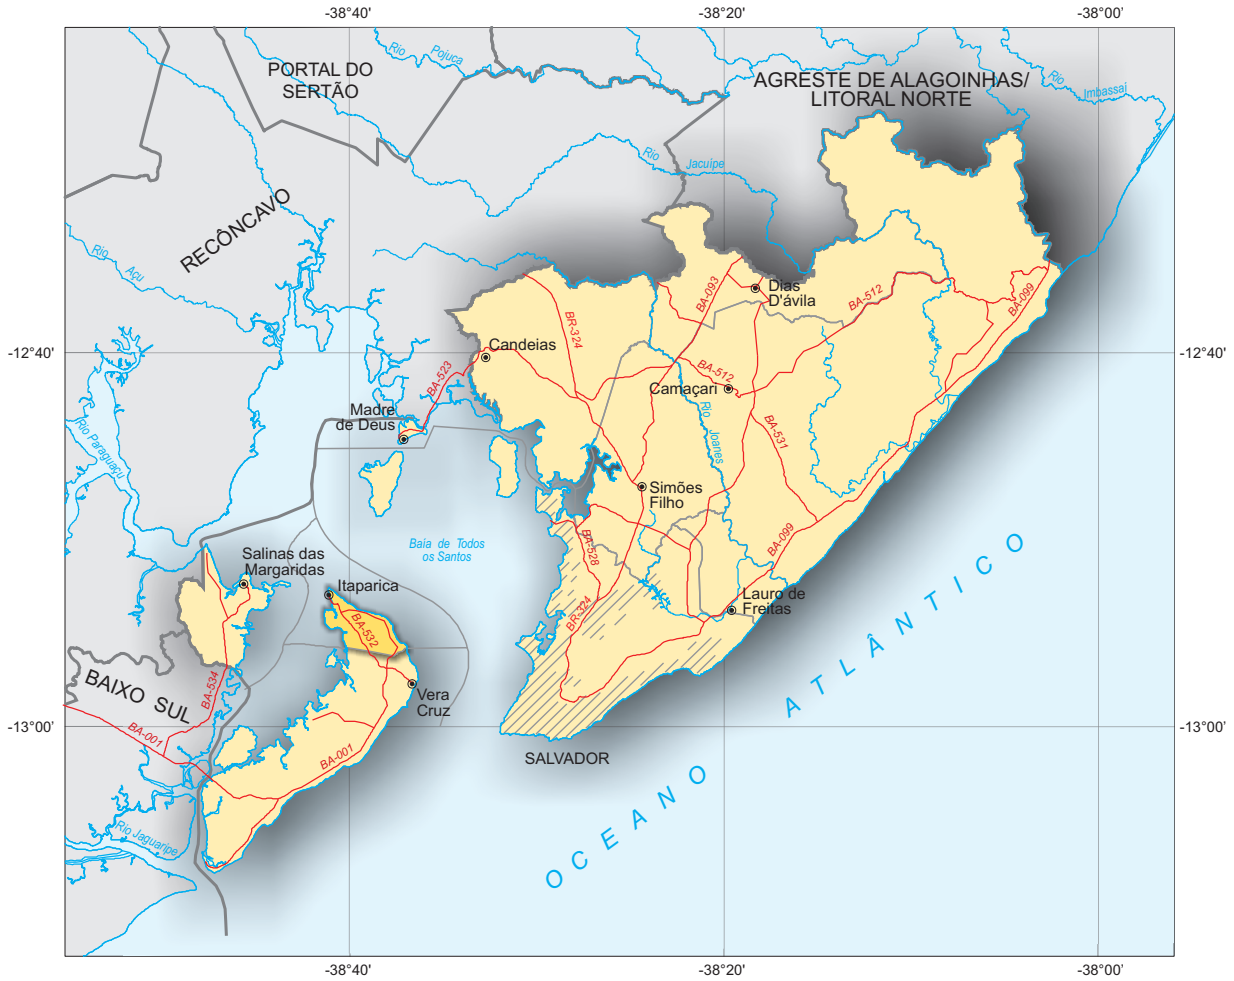 -38°40'
-38°20'
-38°00'
PORTAL DO
SERTÃO
Rio Pojuca
AGRESTE DE ALAGOINHAS/
LITORAL NORTE
Rio Imbassaí
Rio Jacuípe
RECÔNCAVO
Rio Açu
BA-093
Dias
D'ávila
BA-512
BA-099
BR-324
-12°40'
-12°40'
Candeias
BA-523
BA-512
Camaçari
Madre
de Deus
Rio Joanes
BA-531
Rio Paraguaçu
Simões
Filho
Baia de Todos
os Santos
BA-528
BA-099
Salinas das
Margaridas
Itaparica
Lauro de
Freitas
BR-324
BA-532
OCEANO ATLÂNTICO
BAIXO SUL
BA-534
Vera
Cruz
-13°00'
-13°00'
BA-001
BA-001
SALVADOR
Rio Jaguaripe
-38°40'
-38°20'
-38°00'